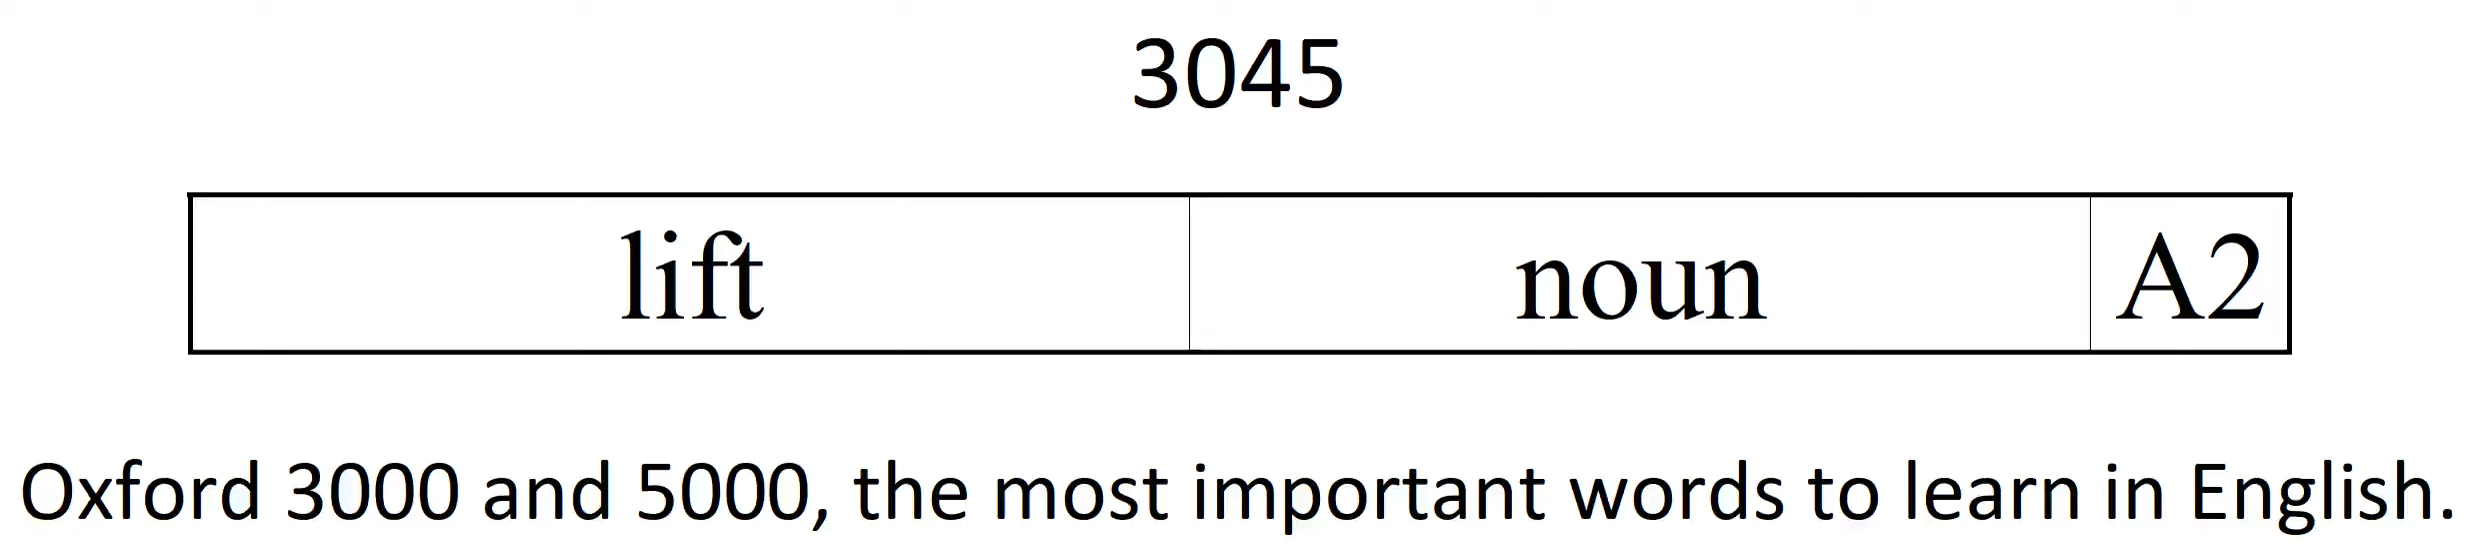 3045
lift noun A2
Oxford 3000 and 5000, the most important words to learn in English.